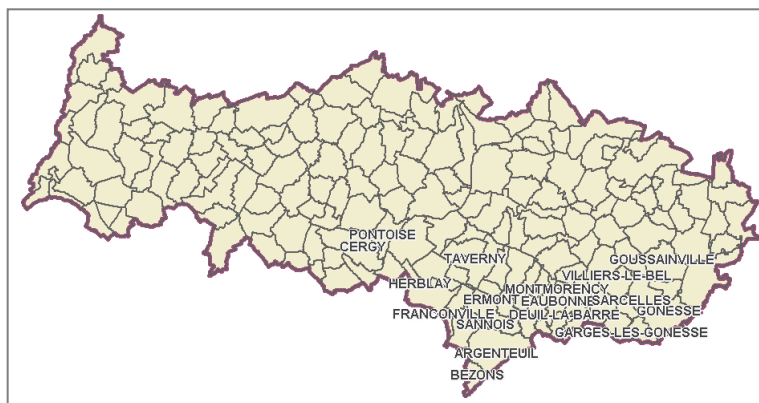 PONTOISE
CERGY
TAVERNY
GOUSSAINVILLE
VILLIERS-LE-BEL
HERBLAY
MONTMORENCY
ERMONT
EAUBONNE
SARCELLES
FRANCONVILLE
DEUIL-LA-BARRE
GONESSE
SANNOIS
GARGES-LES-GONESSE
ARGENTEUIL
BEZONS